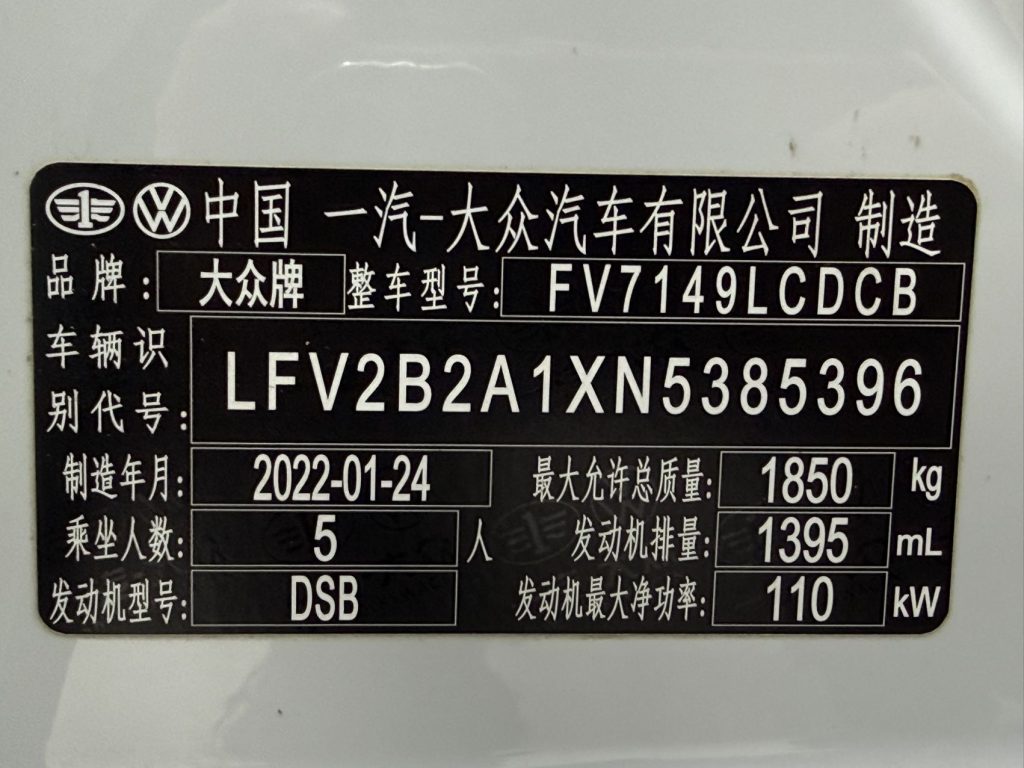 中国 一汽-大众汽车有限公司 制造
品牌: 大众牌 整车型号: FV7149LCDCB
车辆识别代号: LFV2B2A1XN5385396
制造年月: 2022-01-24 最大允许总质量: 1850 kg
乘坐人数: 5 人 发动机排量: 1395 mL
发动机型号: DSB 发动机最大净功率: 110 kW